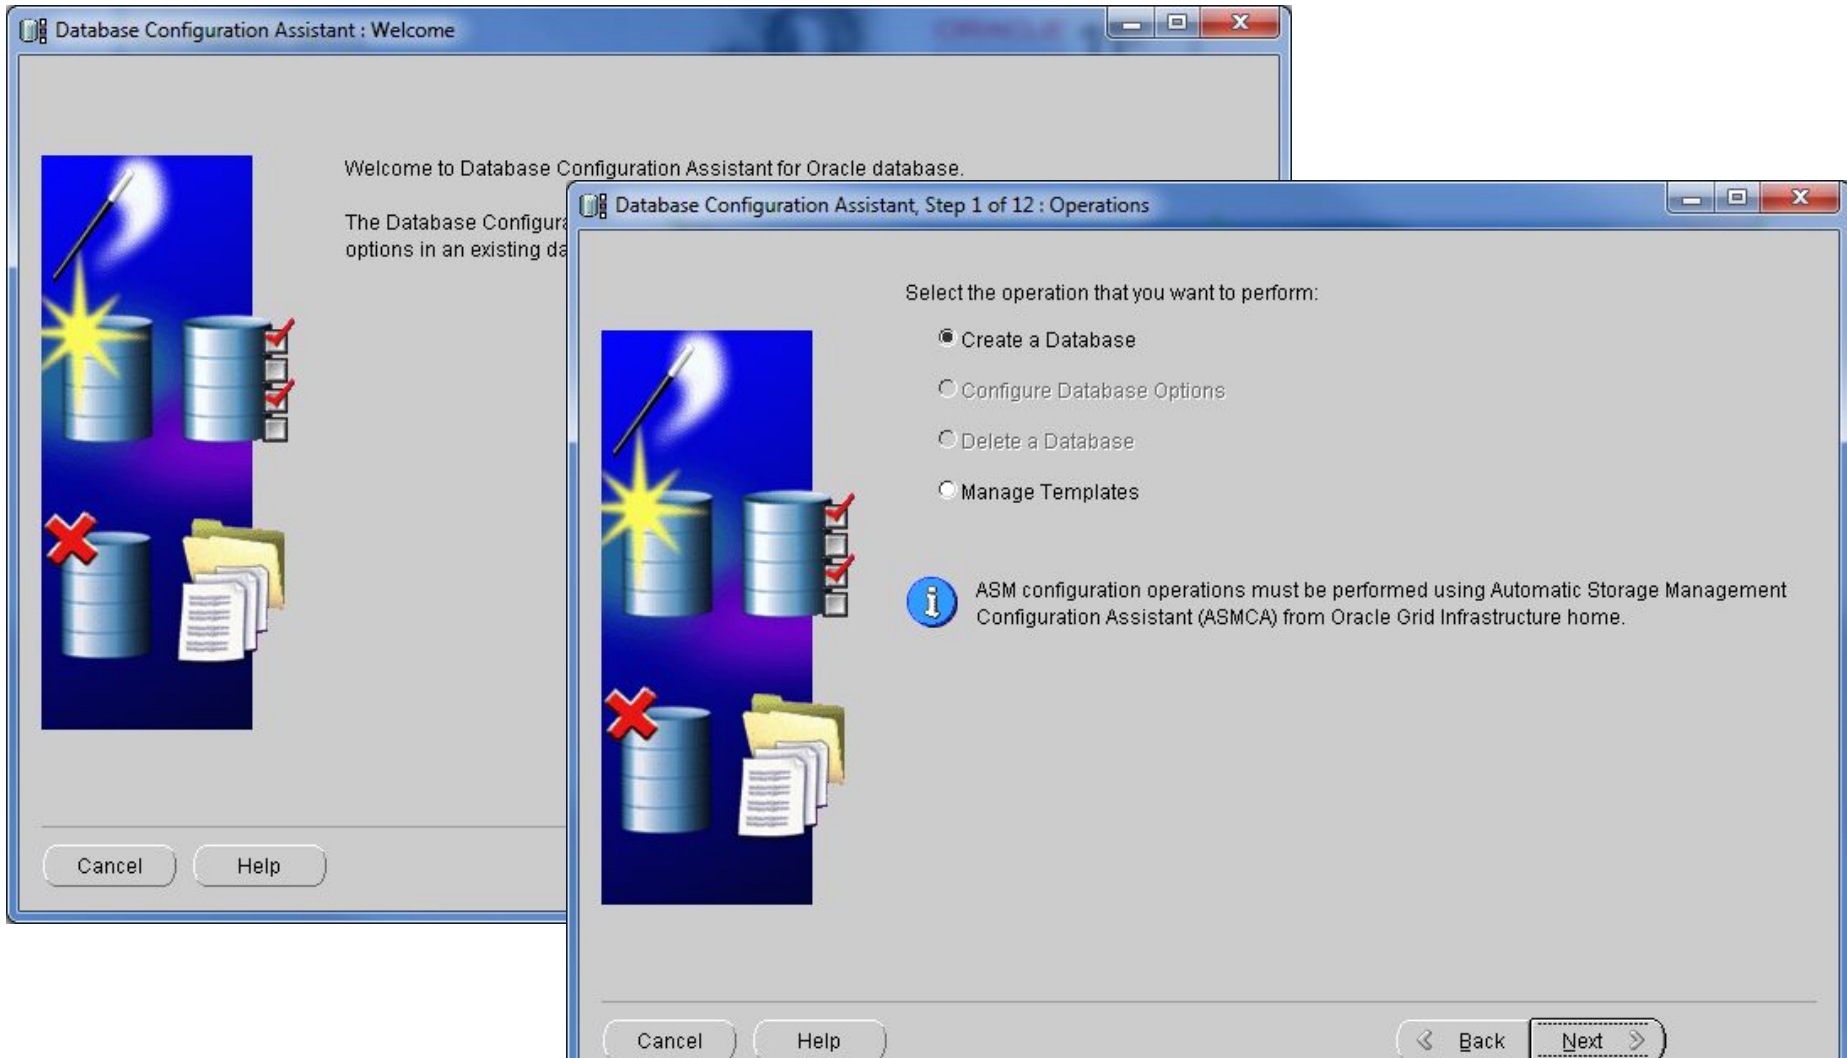 Database Configuration Assistant : Welcome
Welcome to Database Configuration Assistant for Oracle database.
The Database Configura
options in an existing da
Cancel
Help
Database Configuration Assistant, Step 1 of 12 : Operations
Select the operation that you want to perform:
Create a Database
Configure Database Options
Delete a Database
Manage Templates
ASM configuration operations must be performed using Automatic Storage Management
Configuration Assistant (ASMCA) from Oracle Grid Infrastructure home.
Cancel
Help
Back
Next